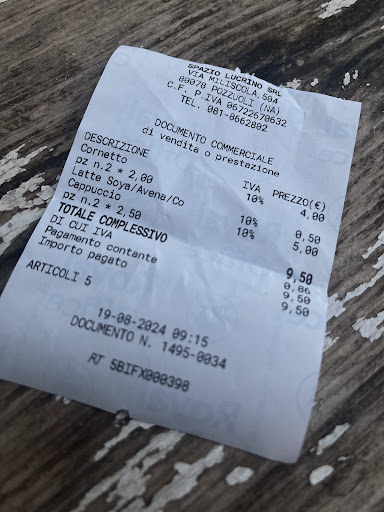 SPAZIO LUCRINO SRL
VIA MILISCOLA,504
80078 POZZUOLI (NA)
C.F. P.IVA 06722670632
TEL. 081-8662892
DOCUMENTO COMMERCIALE
di vendita o prestazione
DESCRIZIONE IVA PREZZO(€)
Cornetto 10% 4,00
pz n.2 * 2,00
Latte Soya/Avena/Co 10% 0,50
Cappuccio 10% 5,00
pz n.2 * 2,50
TOTALE COMPLESSIVO 9,50
DI CUI IVA 0,86
Pagamento contante 9,50
Importo pagato 9,50
ARTICOLI 5
19-08-2024 09:15
DOCUMENTO N. 1495-0034
RT 5BIFX000398